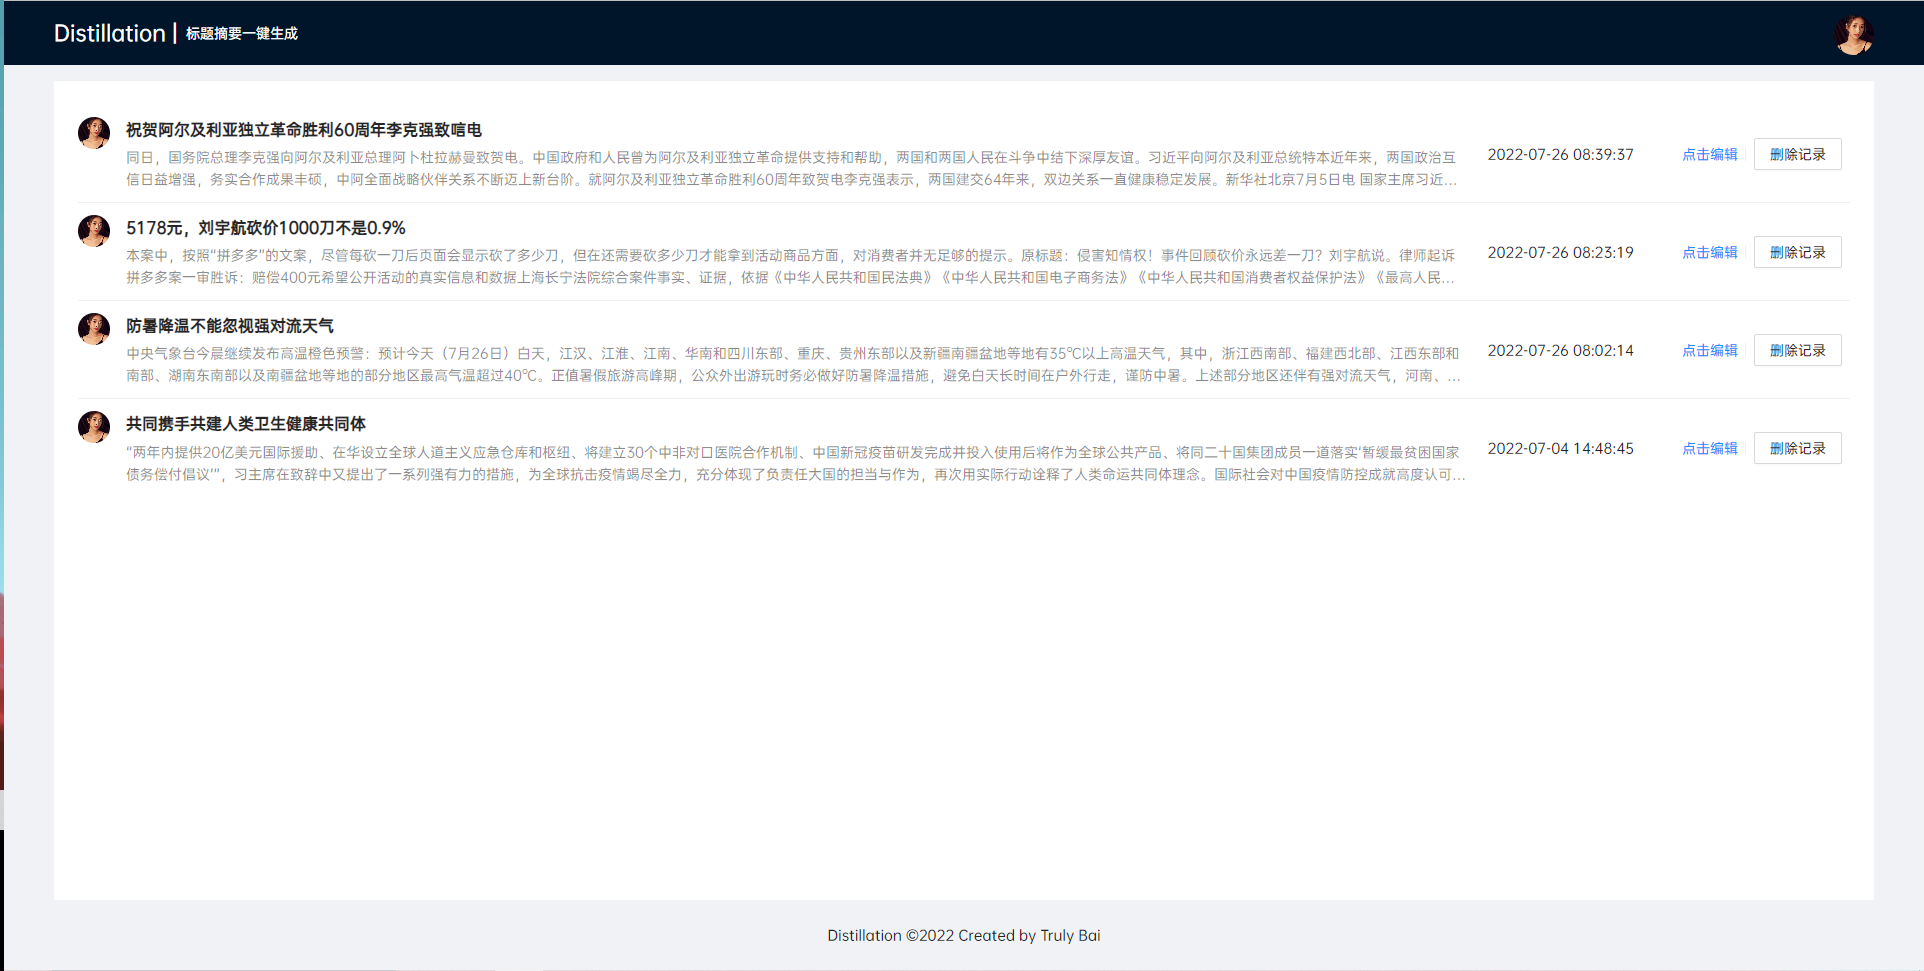 Distillation | 标题摘要一键生成
祝贺阿尔及利亚独立革命胜利60周年李克强致唁电
同日，国务院总理李克强向阿尔及利亚总理阿卜杜拉赫曼致贺电。中国政府和人民曾为阿尔及利亚独立革命提供支持和帮助，两国和两国人民在斗争中结下深厚友谊。习近平向阿尔及利亚总统特本近年来，两国政治互
信日益增强，务实合作成果丰硕，中阿全面战略伙伴关系不断迈上新台阶。就阿尔及利亚独立革命胜利60周年致贺电李克强表示，两国建交64年来，双边关系一直健康稳定发展。新华社北京7月5日电 国家主席习近...
2022-07-26 08:39:37
点击编辑
删除记录
5178元，刘宇航砍价1000刀不是0.9%
本案中，按照“拼多多”的文案，尽管每砍一刀后页面会显示砍了多少刀，但在还需要砍多少刀才能拿到活动商品方面，对消费者并无足够的提示。原标题：侵害知情权！事件回顾砍价永远差一刀？刘宇航说。律师起诉
拼多多案一审胜诉：赔偿400元希望公开活动的真实信息和数据上海长宁法院综合案件事实、证据，依据《中华人民共和国民法典》《中华人民共和国电子商务法》《中华人民共和国消费者权益保护法》《最高人民...
2022-07-26 08:23:19
点击编辑
删除记录
防暑降温不能忽视强对流天气
中央气象台今晨继续发布高温橙色预警：预计今天（7月26日）白天，江汉、江淮、江南、华南和四川东部、重庆、贵州东部以及新疆南疆盆地等地有35℃以上高温天气，其中，浙江西南部、福建西北部、江西东部和
南部、湖南东南部以及南疆盆地等地的部分地区最高气温超过40℃。正值暑假旅游高峰期，公众外出游玩时务必做好防暑降温措施，避免白天长时间在户外行走，谨防中暑。上述部分地区还伴有强对流天气，河南、...
2022-07-26 08:02:14
点击编辑
删除记录
共同携手共建人类卫生健康共同体
“两年内提供20亿美元国际援助、在华设立全球人道主义应急仓库和枢纽、将建立30个中非对口医院合作机制、中国新冠疫苗研发完成并投入使用后将作为全球公共产品、将同二十国集团成员一道落实‘暂缓最贫困国家
债务偿付倡议’”，习主席在致辞中又提出了一系列强有力的措施，为全球抗击疫情竭尽全力，充分体现了负责任大国的担当与作为，再次用实际行动诠释了人类命运共同体理念。国际社会对中国疫情防控成就高度认可...
2022-07-04 14:48:45
点击编辑
删除记录
Distillation ©2022 Created by Truly Bai